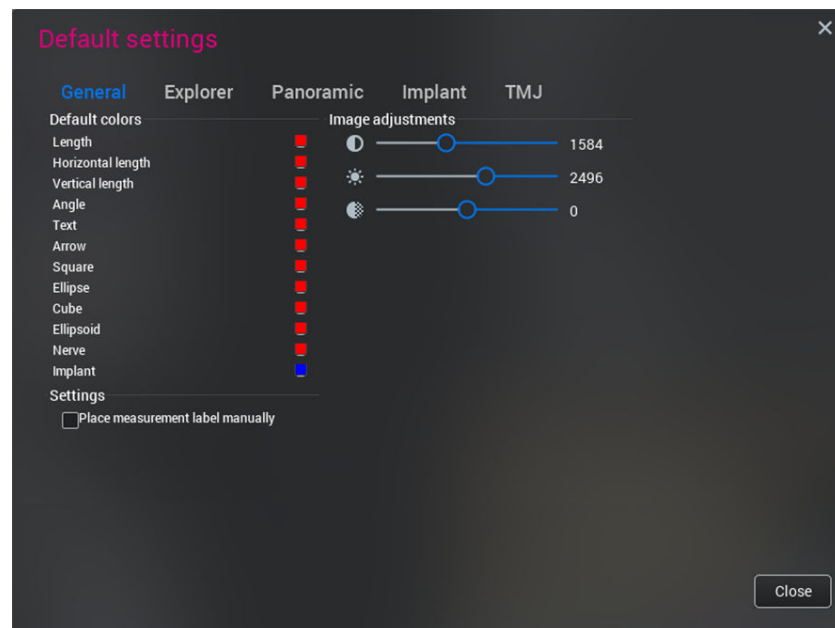 Default settings
General Explorer Panoramic Implant TMJ
Default colors
Length
Horizontal length
Vertical length
Angle
Text
Arrow
Square
Ellipse
Cube
Ellipsoid
Nerve
Implant
Settings
Place measurement label manually
Image adjustments
1584
2496
0
Close